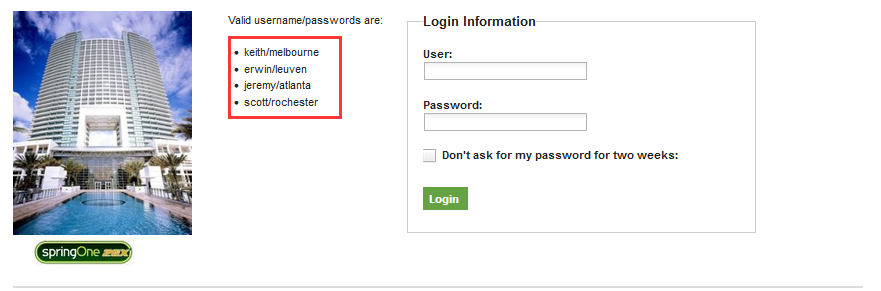 Valid username/passwords are:
keith/melbourne
erwin/leuven
jeremy/atlanta
scott/rochester
Login Information
User:
Password:
Don't ask for my password for two weeks:
Login
springOne 2GX